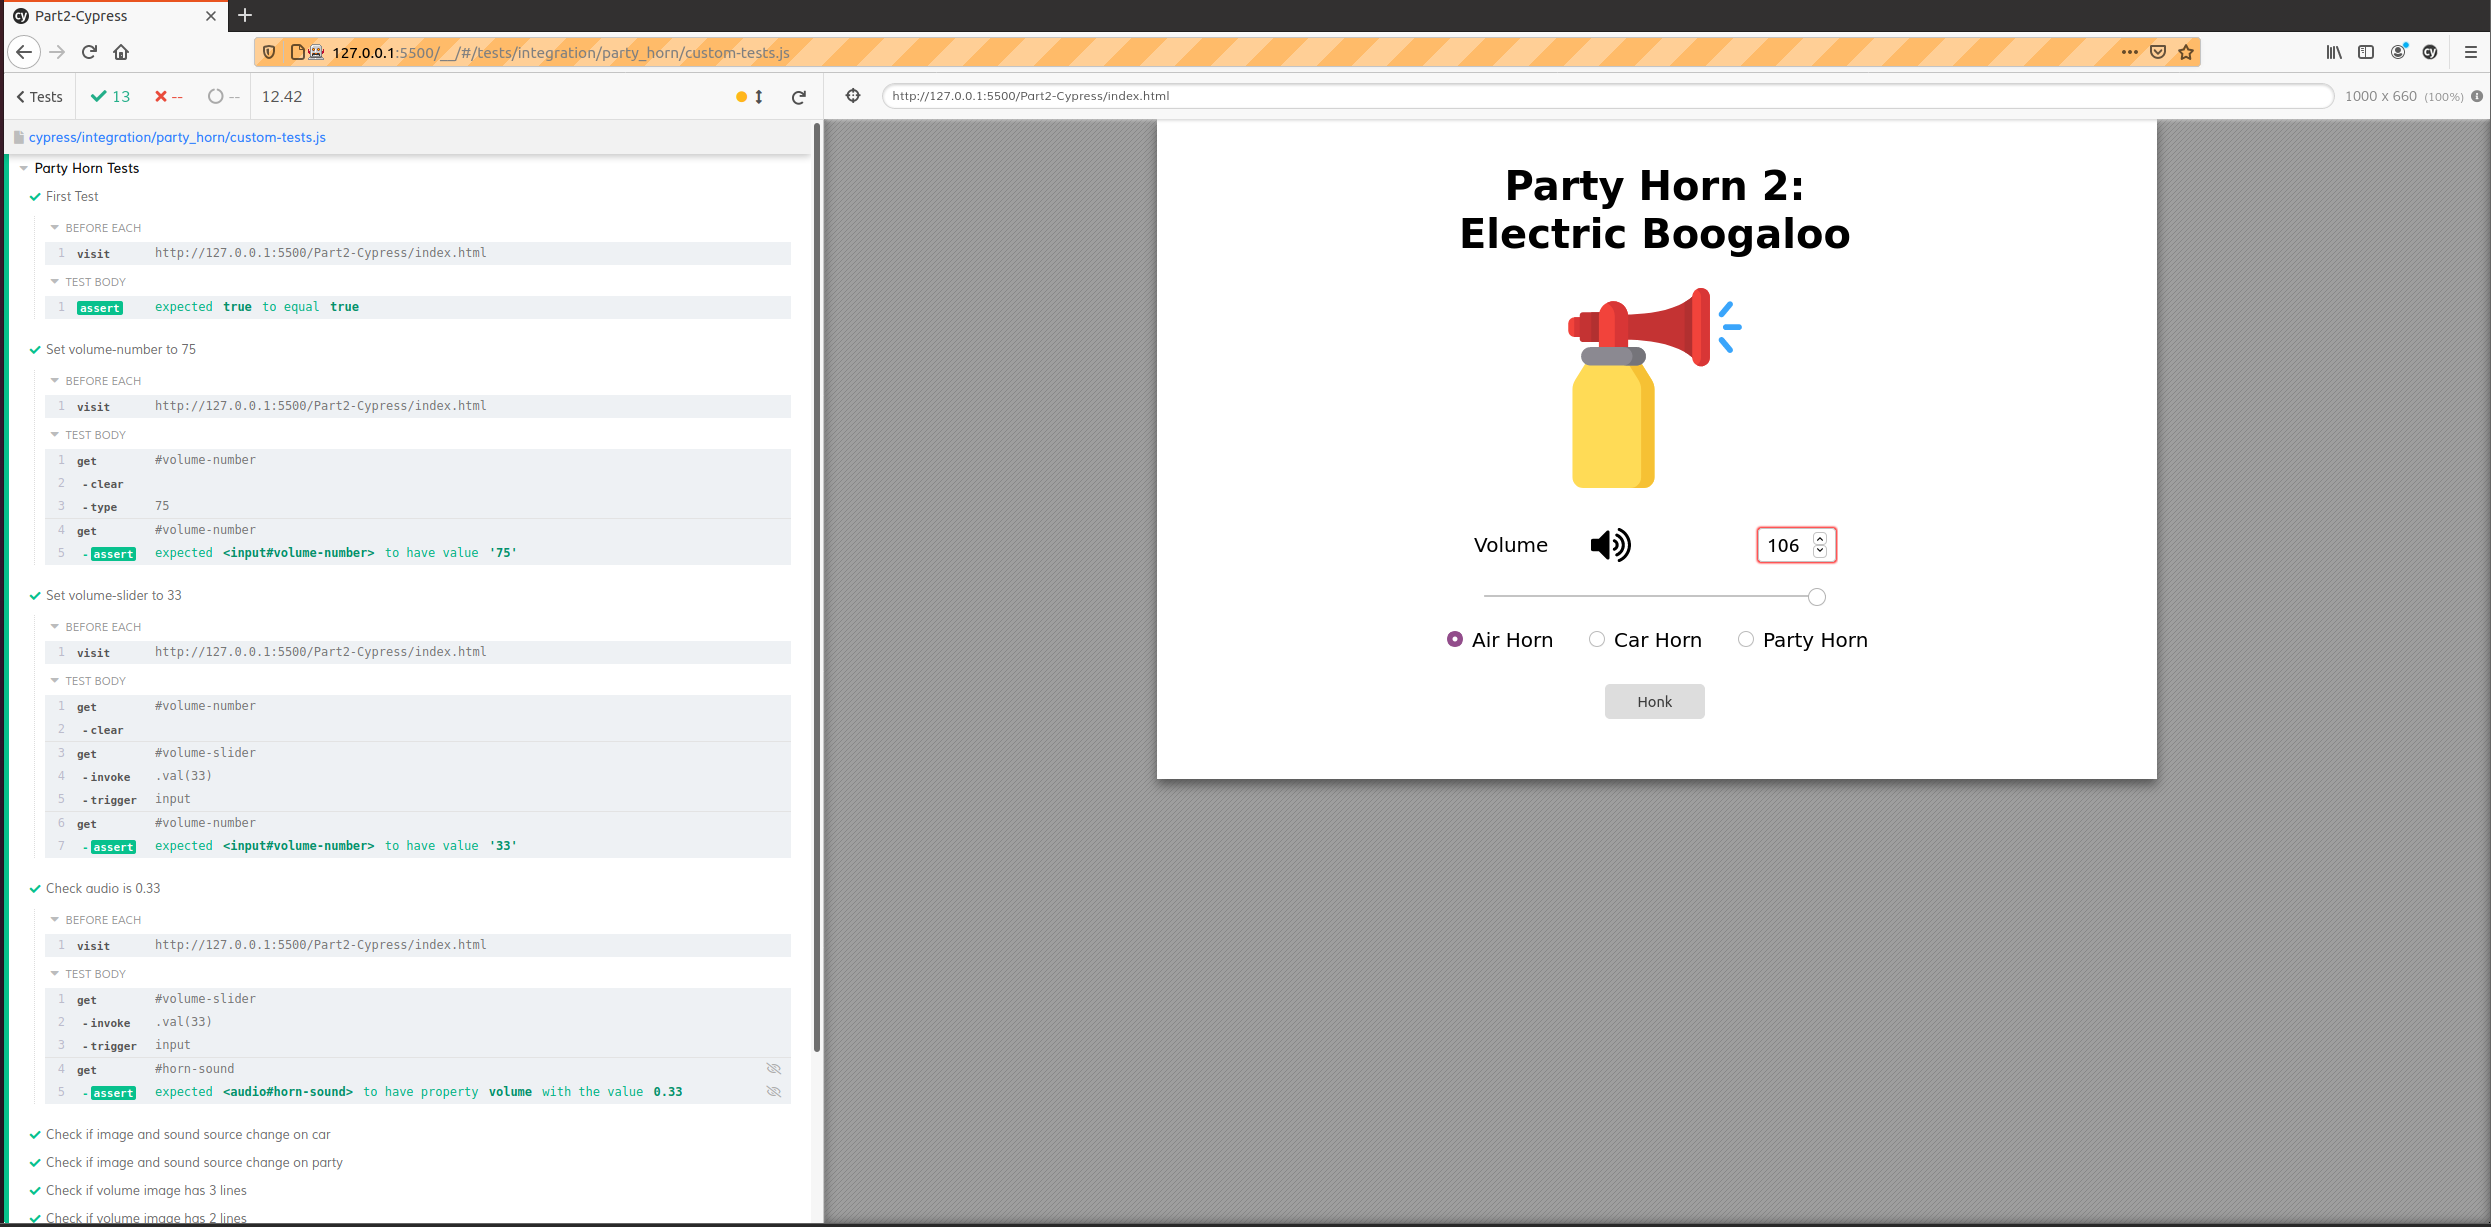 Part2-Cypress
127.0.0.1:5500/__/#/tests/integration/party_horn/custom-tests.js
Tests 13 -- -- 12.42
http://127.0.0.1:5500/Part2-Cypress/index.html
1000 x 660 (100%)
cypress/integration/party_horn/custom-tests.js
Party Horn Tests
First Test
BEFORE EACH
1 visit http://127.0.0.1:5500/Part2-Cypress/index.html
TEST BODY
1 assert expected true to equal true
Set volume-number to 75
BEFORE EACH
1 visit http://127.0.0.1:5500/Part2-Cypress/index.html
TEST BODY
1 get #volume-number
2 -clear
3 -type 75
4 get #volume-number
5 -assert expected <input#volume-number> to have value '75'
Set volume-slider to 33
BEFORE EACH
1 visit http://127.0.0.1:5500/Part2-Cypress/index.html
TEST BODY
1 get #volume-number
2 -clear
3 get #volume-slider
4 -invoke .val(33)
5 -trigger input
6 get #volume-number
7 -assert expected <input#volume-number> to have value '33'
Check audio is 0.33
BEFORE EACH
1 visit http://127.0.0.1:5500/Part2-Cypress/index.html
TEST BODY
1 get #volume-slider
2 -invoke .val(33)
3 -trigger input
4 get #horn-sound
5 -assert expected <audio#horn-sound> to have property volume with the value 0.33
Check if image and sound source change on car
Check if image and sound source change on party
Check if volume image has 3 lines
Check if volume image has 2 lines
Party Horn 2:
Electric Boogaloo
Volume 106
Air Horn Car Horn Party Horn
Honk